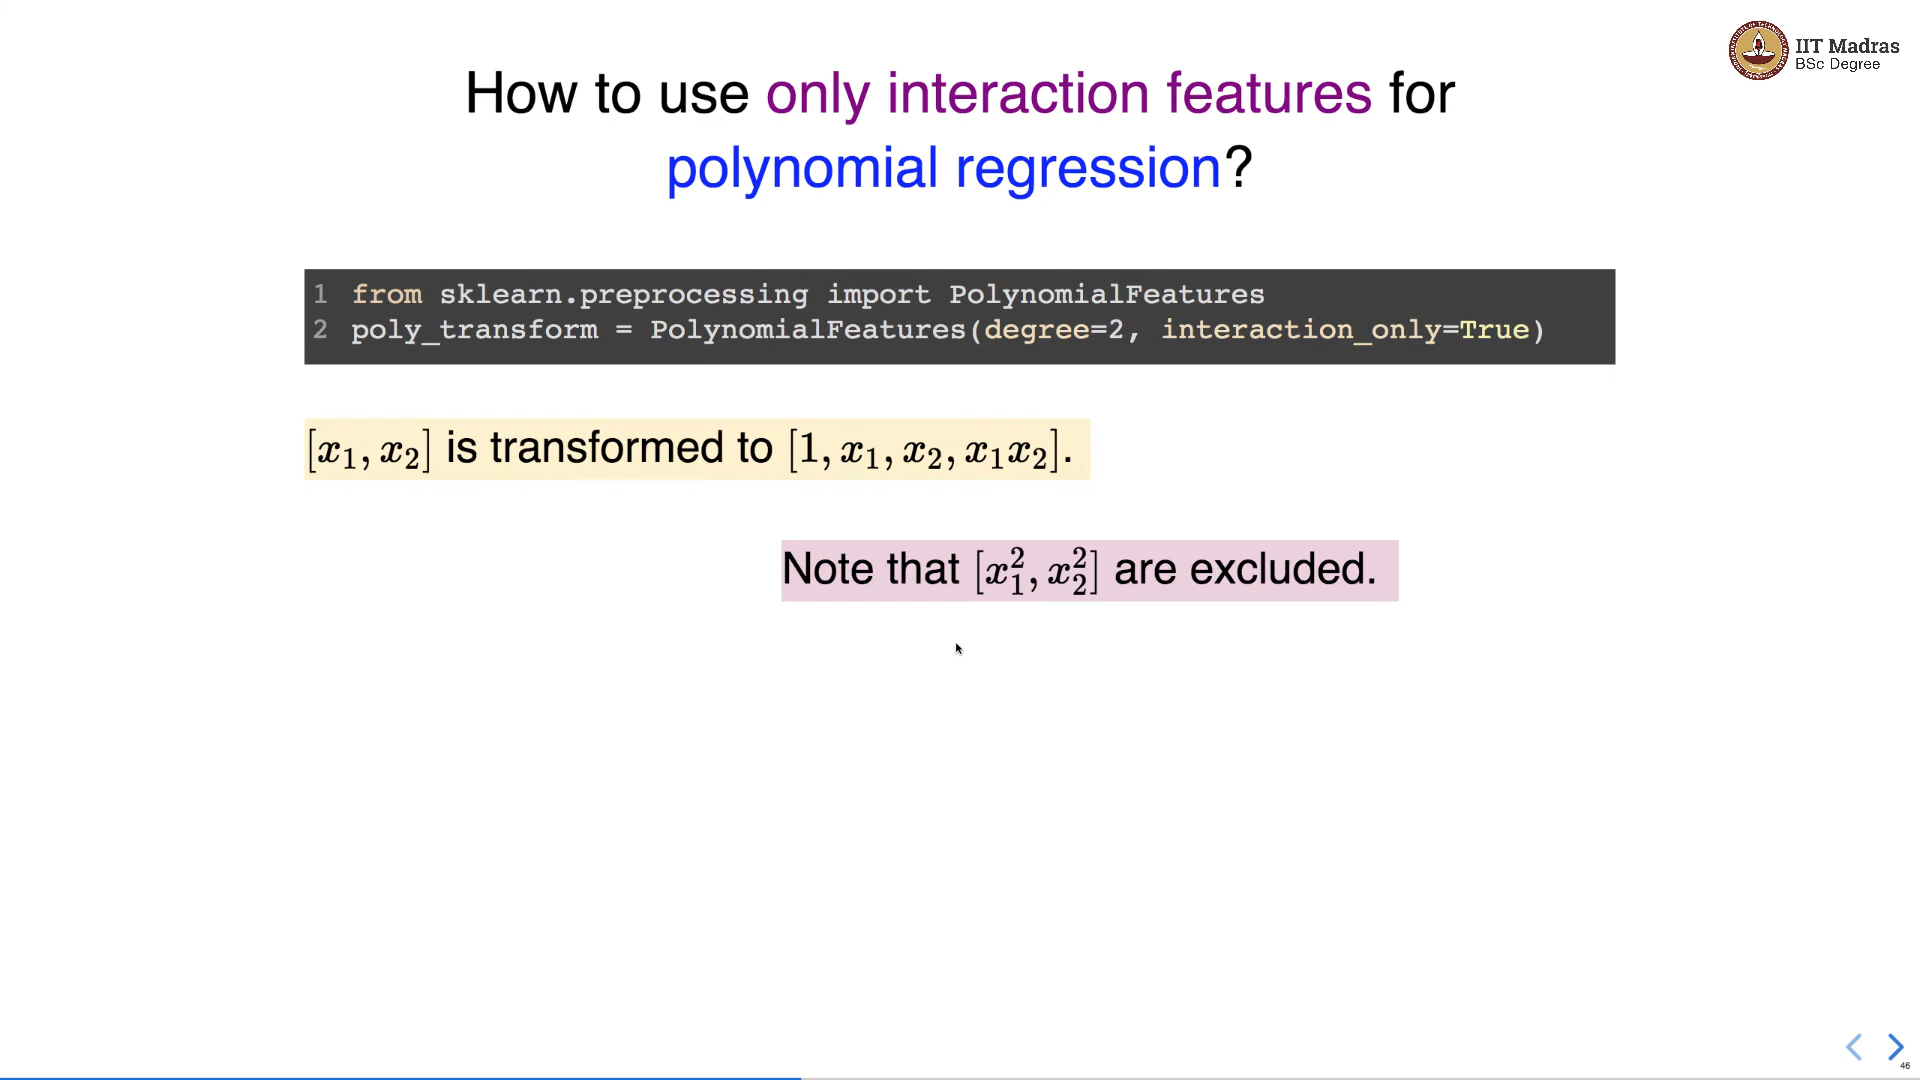 IIT Madras
BSc Degree
How to use only interaction features for
polynomial regression?
1 from sklearn.preprocessing import PolynomialFeatures
2 poly_transform = PolynomialFeatures(degree=2, interaction_only=True)
[x₁, x₂] is transformed to [1, x₁, x₂, x₁x₂].
Note that [x₁², x₂²] are excluded.
46